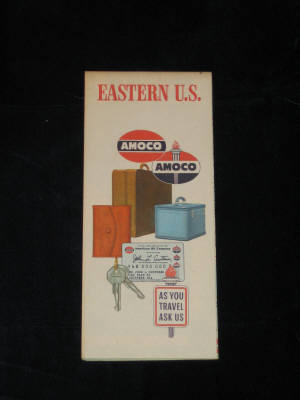 EASTERN U.S.
AMOCO
AMOCO
American Oil Company
AS YOU
TRAVEL
ASK US